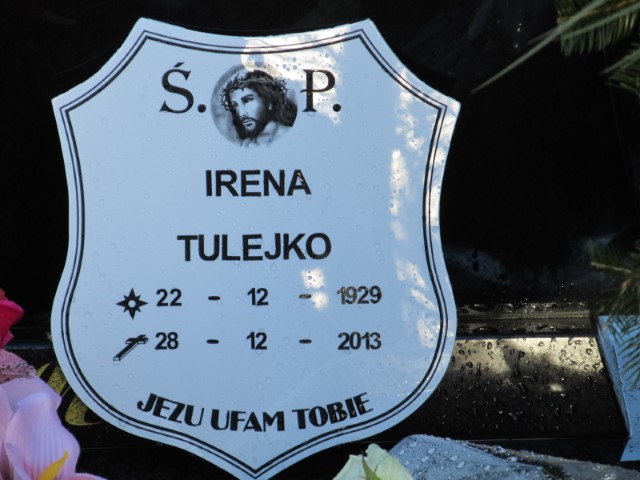 Ś. P.
IRENA
TULEJKO
22 - 12 - 1929
28 - 12 - 2013
JEZU UFAM TOBIE